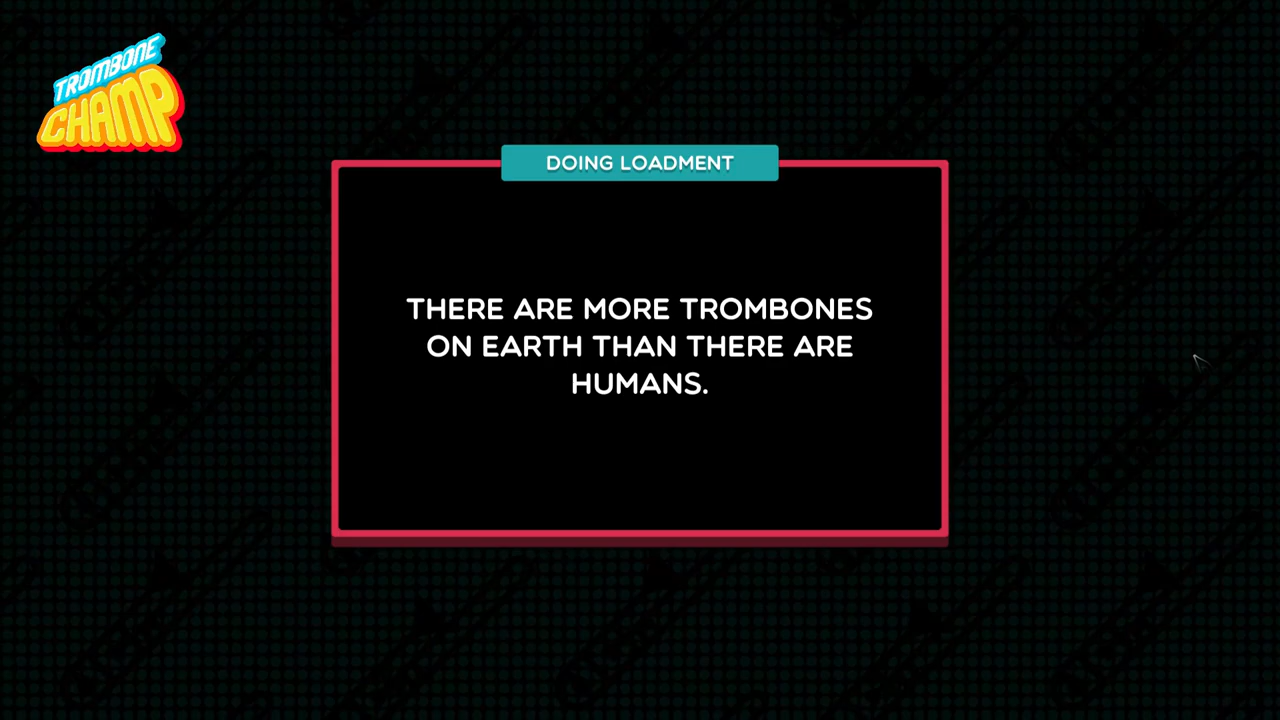 TROMBONE
CHAMP
DOING LOADMENT
THERE ARE MORE TROMBONES
ON EARTH THAN THERE ARE
HUMANS.